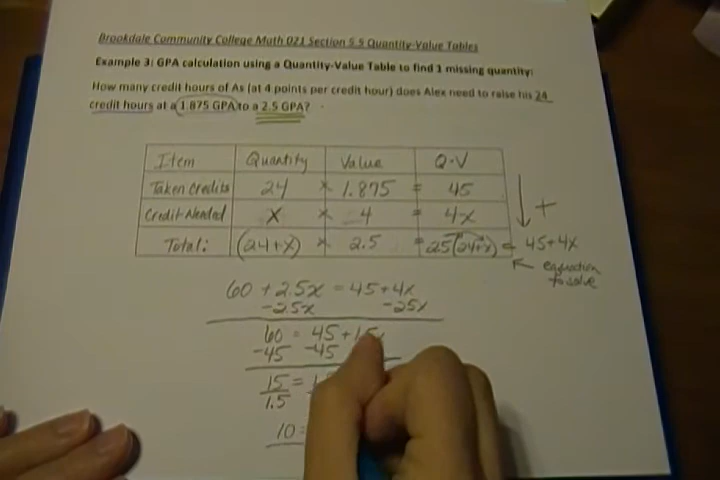 Brookdale Community College Math 021 Section 5.5 Quantity-Value Tables
Example 3: GPA calculation using a Quantity-Value Table to find 1 missing quantity:
How many credit hours of As (at 4 points per credit hour) does Alex need to raise his 24
credit hours at a 1.875 GPA to a 2.5 GPA?
Item Quantity Value Q·V
Taken Credits 24 × 1.875 = 45
Credit Needed x × 4 = 4x
+
Total: (24+x) × 2.5 = 2.5(24+x) = 45+4x
equation
to solve
60 + 2.5x = 45 + 4x
-2.5x -2.5x
60 = 45 +
-45 -45
15 =
1.5
10 =